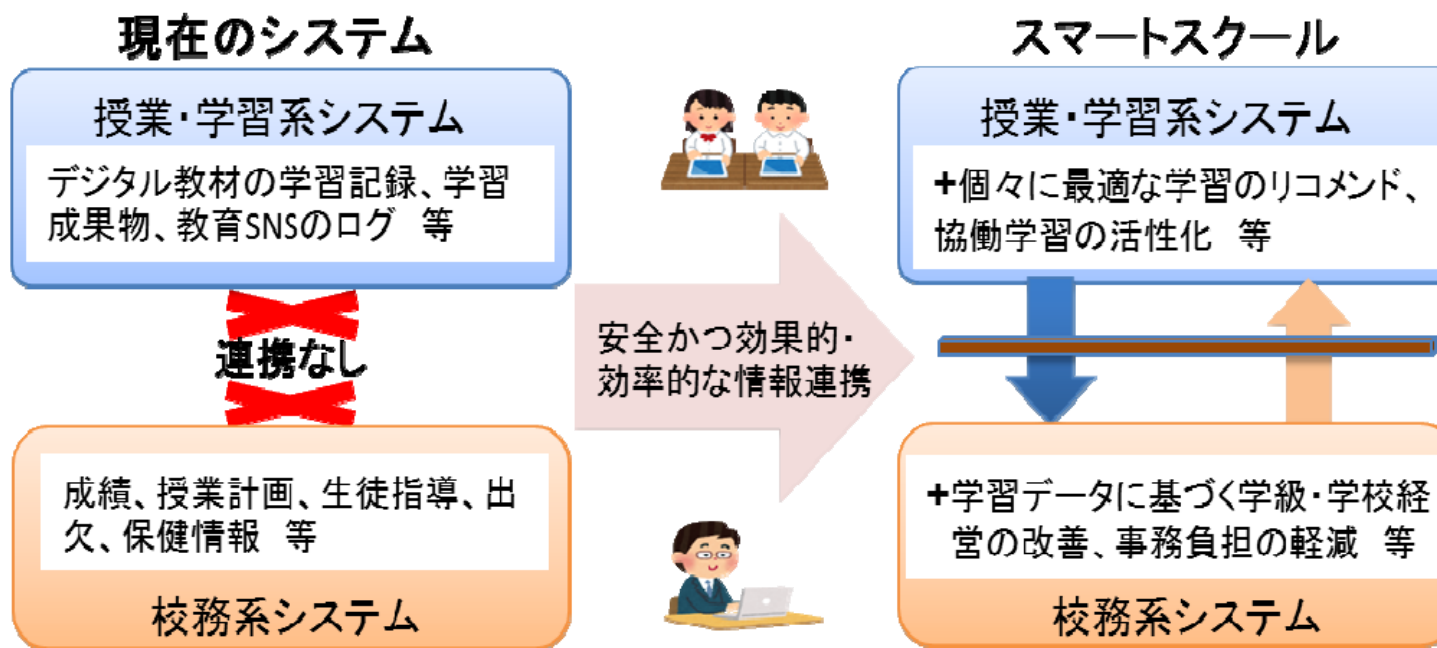 現在のシステム
授業・学習系システム
デジタル教材の学習記録、学習
成果物、教育SNSのログ 等
連携なし
成績、授業計画、生徒指導、出
欠、保健情報 等
校務系システム
安全かつ効果的・
効率的な情報連携
スマートスクール
授業・学習系システム
+個々に最適な学習のリコメンド、
協働学習の活性化 等
+学習データに基づく学級・学校経
営の改善、事務負担の軽減 等
校務系システム